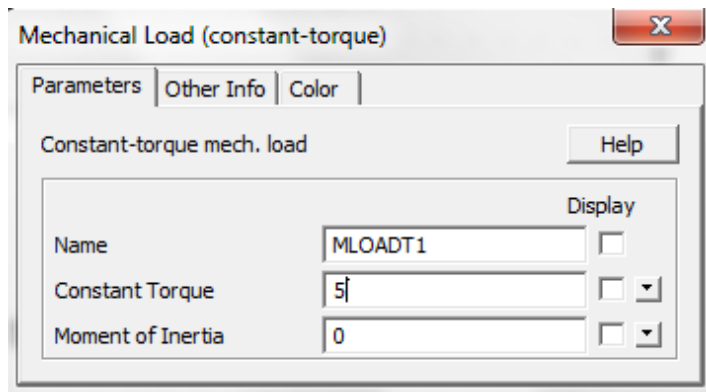 Mechanical Load (constant-torque)
Parameters Other Info Color
Constant-torque mech. load Help
Display
Name MLOADT1
Constant Torque 5
Moment of Inertia 0